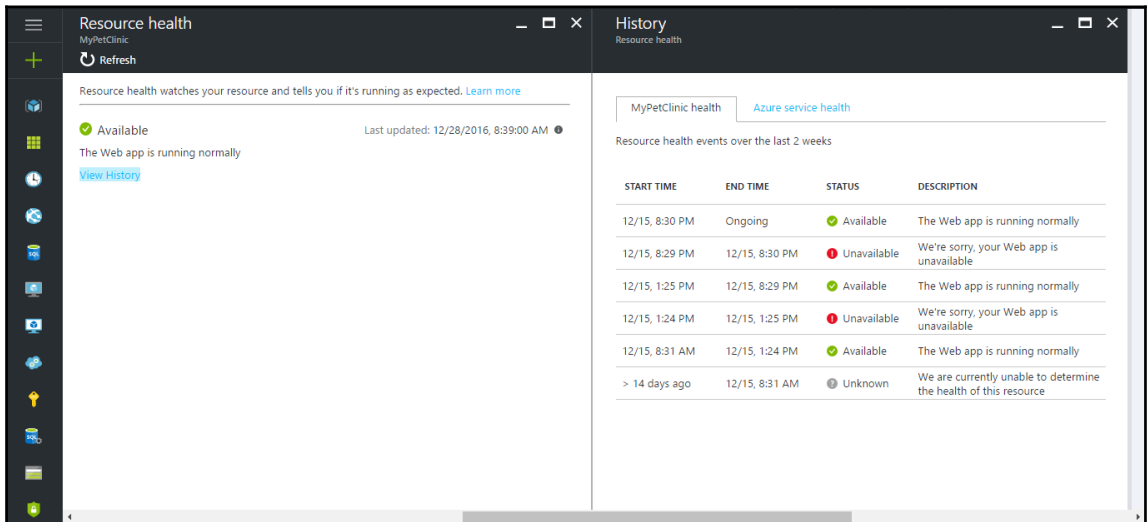 Resource health
MyPetClinic
Refresh
Resource health watches your resource and tells you if it's running as expected. Learn more
Available Last updated: 12/28/2016, 8:39:00 AM
The Web app is running normally
View History
History
Resource health
MyPetClinic health Azure service health
Resource health events over the last 2 weeks
START TIME END TIME STATUS DESCRIPTION
12/15, 8:30 PM Ongoing Available The Web app is running normally
12/15, 8:29 PM 12/15, 8:30 PM Unavailable We're sorry, your Web app is
unavailable
12/15, 1:25 PM 12/15, 8:29 PM Available The Web app is running normally
12/15, 1:24 PM 12/15, 1:25 PM Unavailable We're sorry, your Web app is
unavailable
12/15, 8:31 AM 12/15, 1:24 PM Available The Web app is running normally
> 14 days ago 12/15, 8:31 AM Unknown We are currently unable to determine
the health of this resource
SQL
SQL